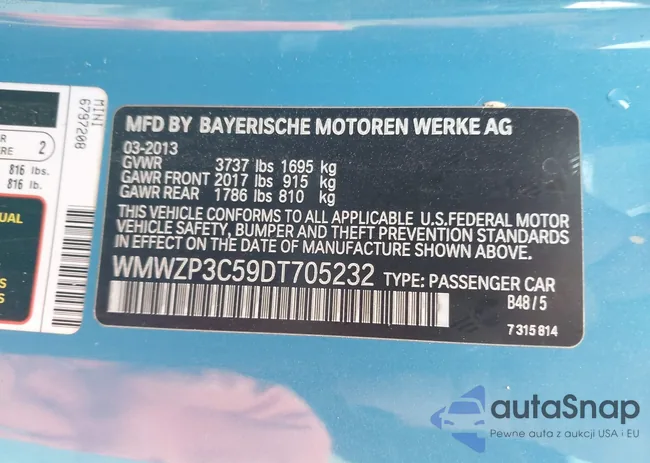 MFD BY BAYERISCHE MOTOREN WERKE AG
03-2013
GVWR 3737 lbs 1695 kg
GAWR FRONT 2017 lbs 915 kg
GAWR REAR 1786 lbs 810 kg
THIS VEHICLE CONFORMS TO ALL APPLICABLE U.S.FEDERAL MOTOR
VEHICLE SAFETY, BUMPER AND THEFT PREVENTION STANDARDS
IN EFFECT ON THE DATE OF MANUFACTURE SHOWN ABOVE.
WMWZP3C59DT705232 TYPE: PASSENGER CAR
B48 / 5
7 315 814
MINI
6797208
2
816 lbs.
816 lb.
autaSnap
Pewne auta z aukcji USA i EU